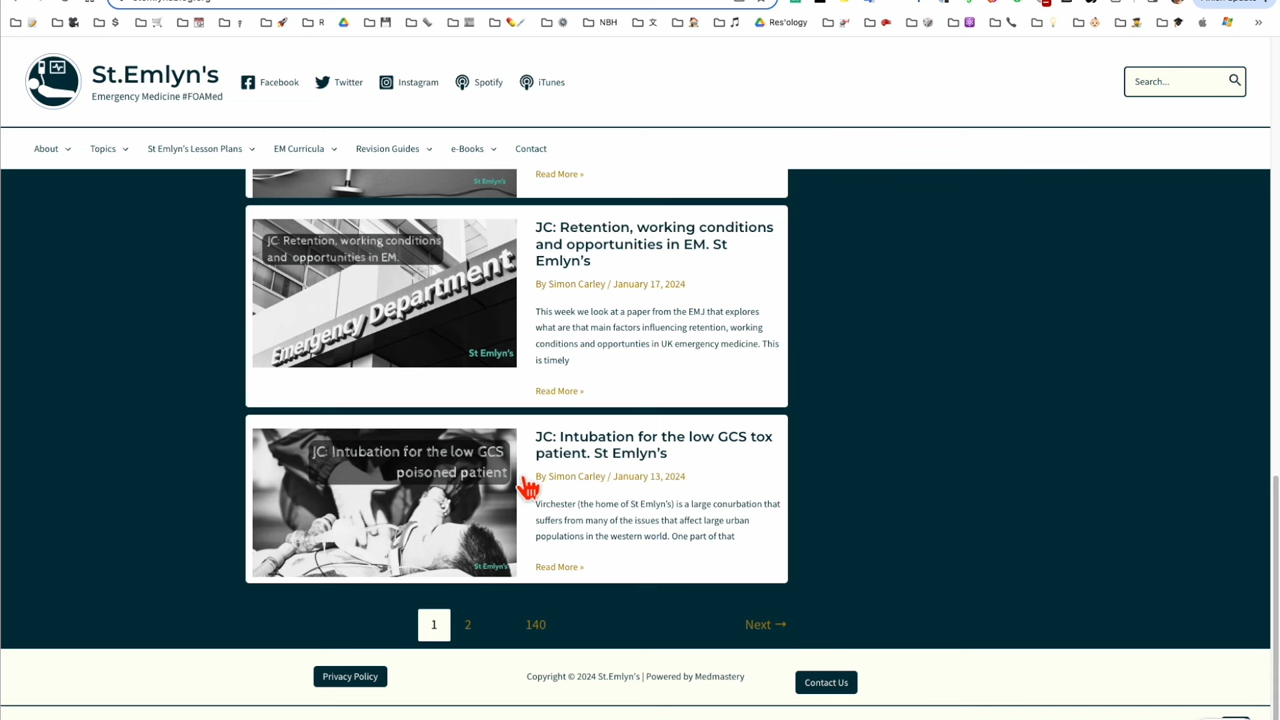 R
NBH
文
Res'ology
St.Emlyn's
Emergency Medicine #FOAMed
Facebook
Twitter
Instagram
Spotify
iTunes
Search...
About
Topics
St Emlyn's Lesson Plans
EM Curricula
Revision Guides
e-Books
Contact
St Emlyn's
Read More »
JC: Retention, working conditions
and opportunities in EM.
Emergency Department
St Emlyn's
JC: Retention, working conditions
and opportunities in EM. St
Emlyn's
By Simon Carley / January 17, 2024
This week we look at a paper from the EMJ that explores
what are that main factors influencing retention, working
conditions and opportunties in UK emergency medicine. This
is timely
Read More »
JC: Intubation for the low GCS
poisoned patient
St Emlyn's
JC: Intubation for the low GCS tox
patient. St Emlyn's
By Simon Carley / January 13, 2024
Virchester (the home of St Emlyn's) is a large conurbation that
suffers from many of the issues that affect large urban
populations in the western world. One part of that
Read More »
1
2
140
Next →
Privacy Policy
Copyright © 2024 St.Emlyn's | Powered by Medmastery
Contact Us